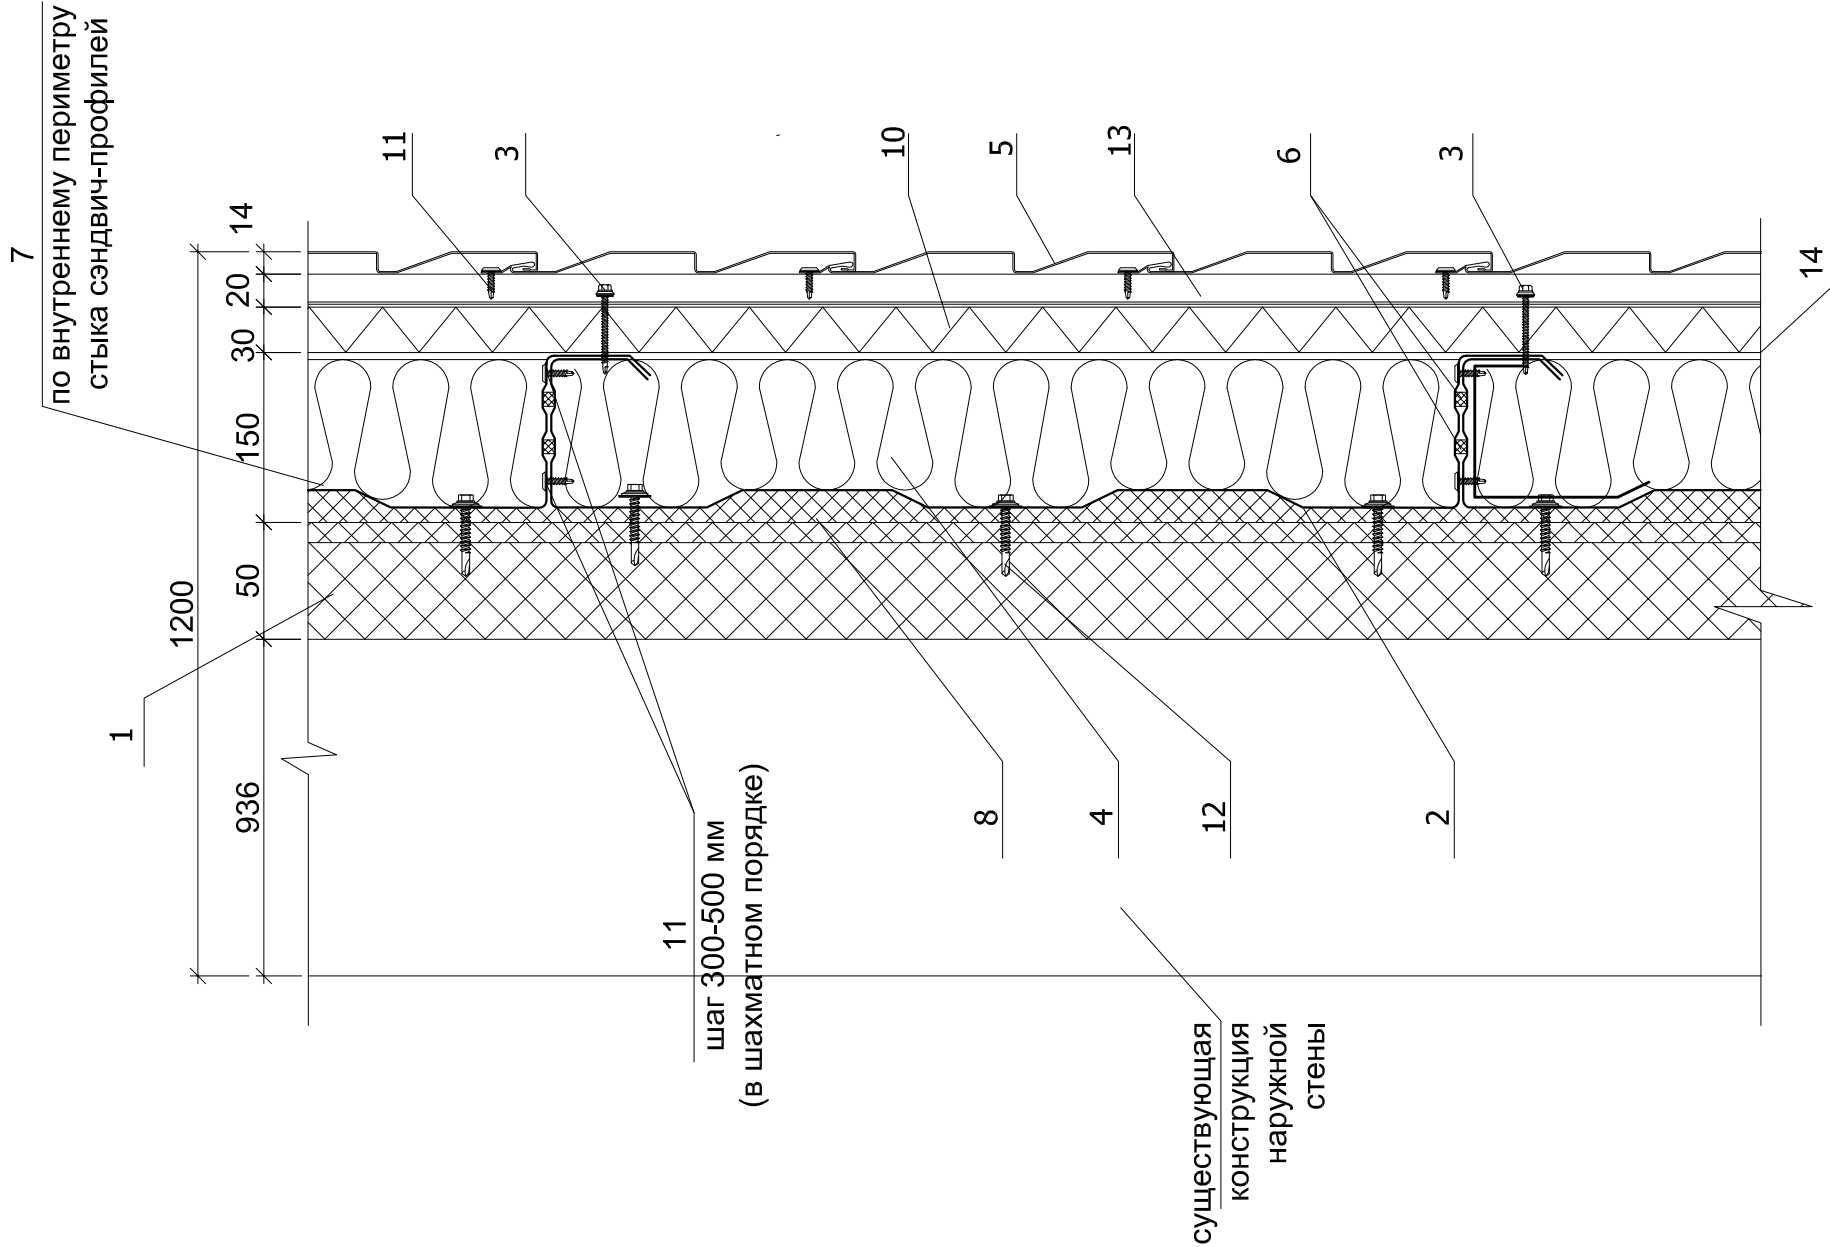 7
по внутреннему периметру
стыка сэндвич-профилей
1
1200
936
50
150
30
20
14
11
3
10
5
13
6
3
14
11
шаг 300-500 мм
(в шахматном порядке)
8
4
12
2
существующая
конструкция
наружной
стены